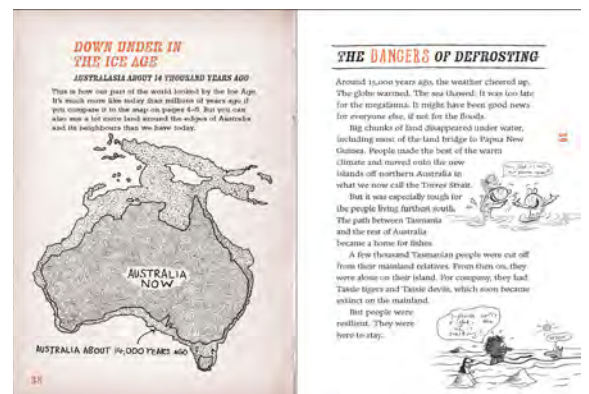 DOWN UNDER IN
THE ICE AGE
AUSTRALASIA ABOUT 14 THOUSAND YEARS AGO
This is how our part of the world looked by the Ice Age.
It's much more like today than millions of years ago if
you compare it to the map on pages 4–5. But you can
also see a lot more land around the edges of Australia
and its neighbours than we have today.
AUSTRALIA
NOW
AUSTRALIA ABOUT 14,000 YEARS AGO
38
THE DANGERS OF DEFROSTING
Around 15,000 years ago, the weather cheered up.
The globe warmed. The sea thawed. It was too late
for the megafauna. It might have been good news
for everyone else, if not for the floods.
Big chunks of land disappeared under water,
including most of the land bridge to Papua New
Guinea. People made the best of the warm
climate and moved onto the new
islands off northern Australia in
what we now call the Torres Strait.
But it was especially tough for
the people living furthest south.
The path between Tasmania
and the rest of Australia
became a home for fishes.
A few thousand Tasmanian people were cut off
from their mainland relatives. From then on, they
were alone on their island. For company, they had
Tassie tigers and Tassie devils, which soon became
extinct on the mainland.
But people were
resilient. They were
here to stay.